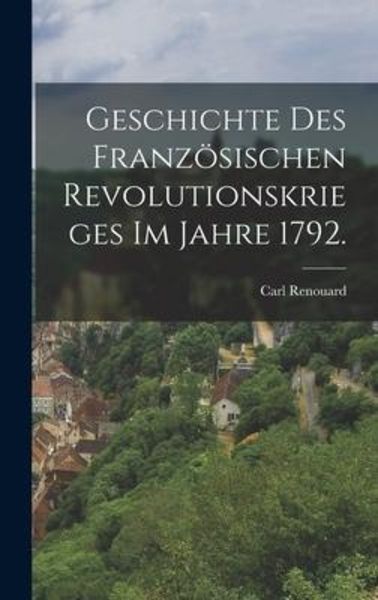 Geschichte Des
Französischen
Revolutionskrie
ges Im Jahre 1792.
Carl Renouard